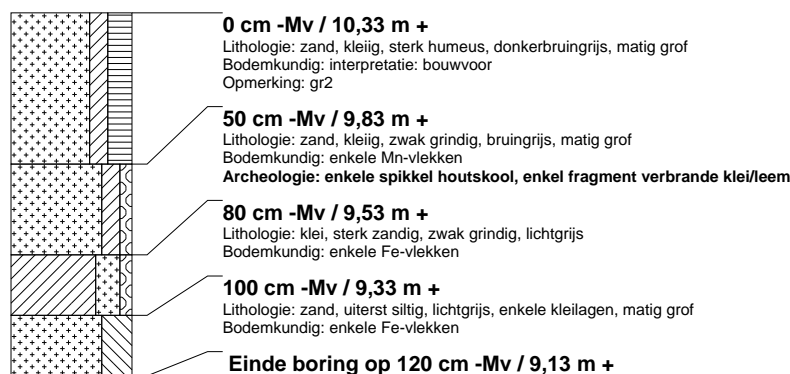 0 cm -Mv / 10,33 m +
Lithologie: zand, kleiig, sterk humeus, donkerbruingrijs, matig grof
Bodemkundig: interpretatie: bouwvoor
Opmerking: gr2
50 cm -Mv / 9,83 m +
Lithologie: zand, kleiig, zwak grindig, bruingrijs, matig grof
Bodemkundig: enkele Mn-vlekken
Archeologie: enkele spikkel houtskool, enkel fragment verbrande klei/leem
80 cm -Mv / 9,53 m +
Lithologie: klei, sterk zandig, zwak grindig, lichtgrijs
Bodemkundig: enkele Fe-vlekken
100 cm -Mv / 9,33 m +
Lithologie: zand, uiterst siltig, lichtgrijs, enkele kleilagen, matig grof
Bodemkundig: enkele Fe-vlekken
Einde boring op 120 cm -Mv / 9,13 m +